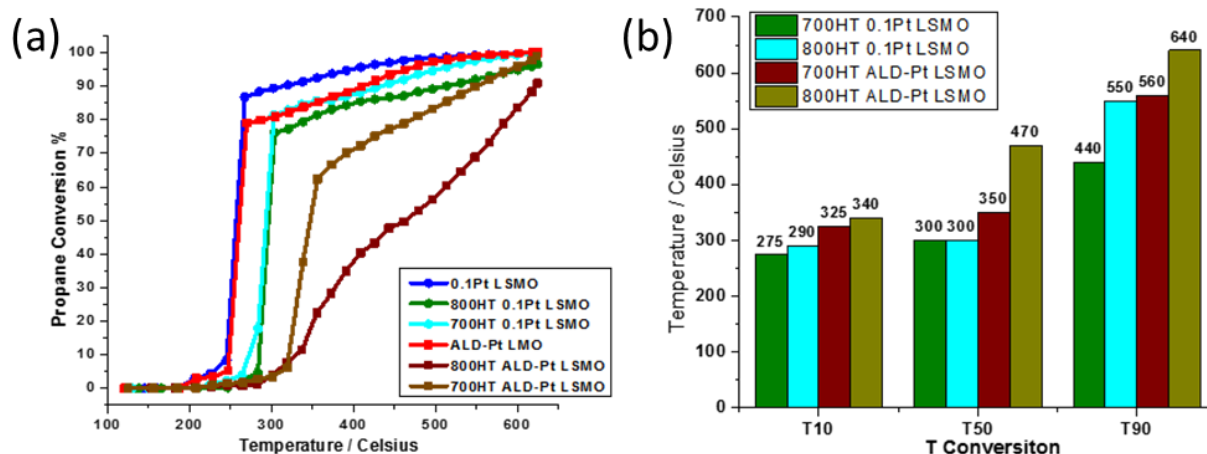 (a)
Propane Conversion %
100
90
80
70
60
50
40
30
20
10
0
100 200 300 400 500 600
Temperature / Celsius
0.1Pt LSMO
800HT 0.1Pt LSMO
700HT 0.1Pt LSMO
ALD-Pt LMO
800HT ALD-Pt LSMO
700HT ALD-Pt LSMO
(b)
Temperature / Celsius
700
600
500
400
300
200
100
0
700HT 0.1Pt LSMO
800HT 0.1Pt LSMO
700HT ALD-Pt LSMO
800HT ALD-Pt LSMO
275 290 325 340
300 300 350 470
440 550 560 640
T10 T50 T90
T Conversiton